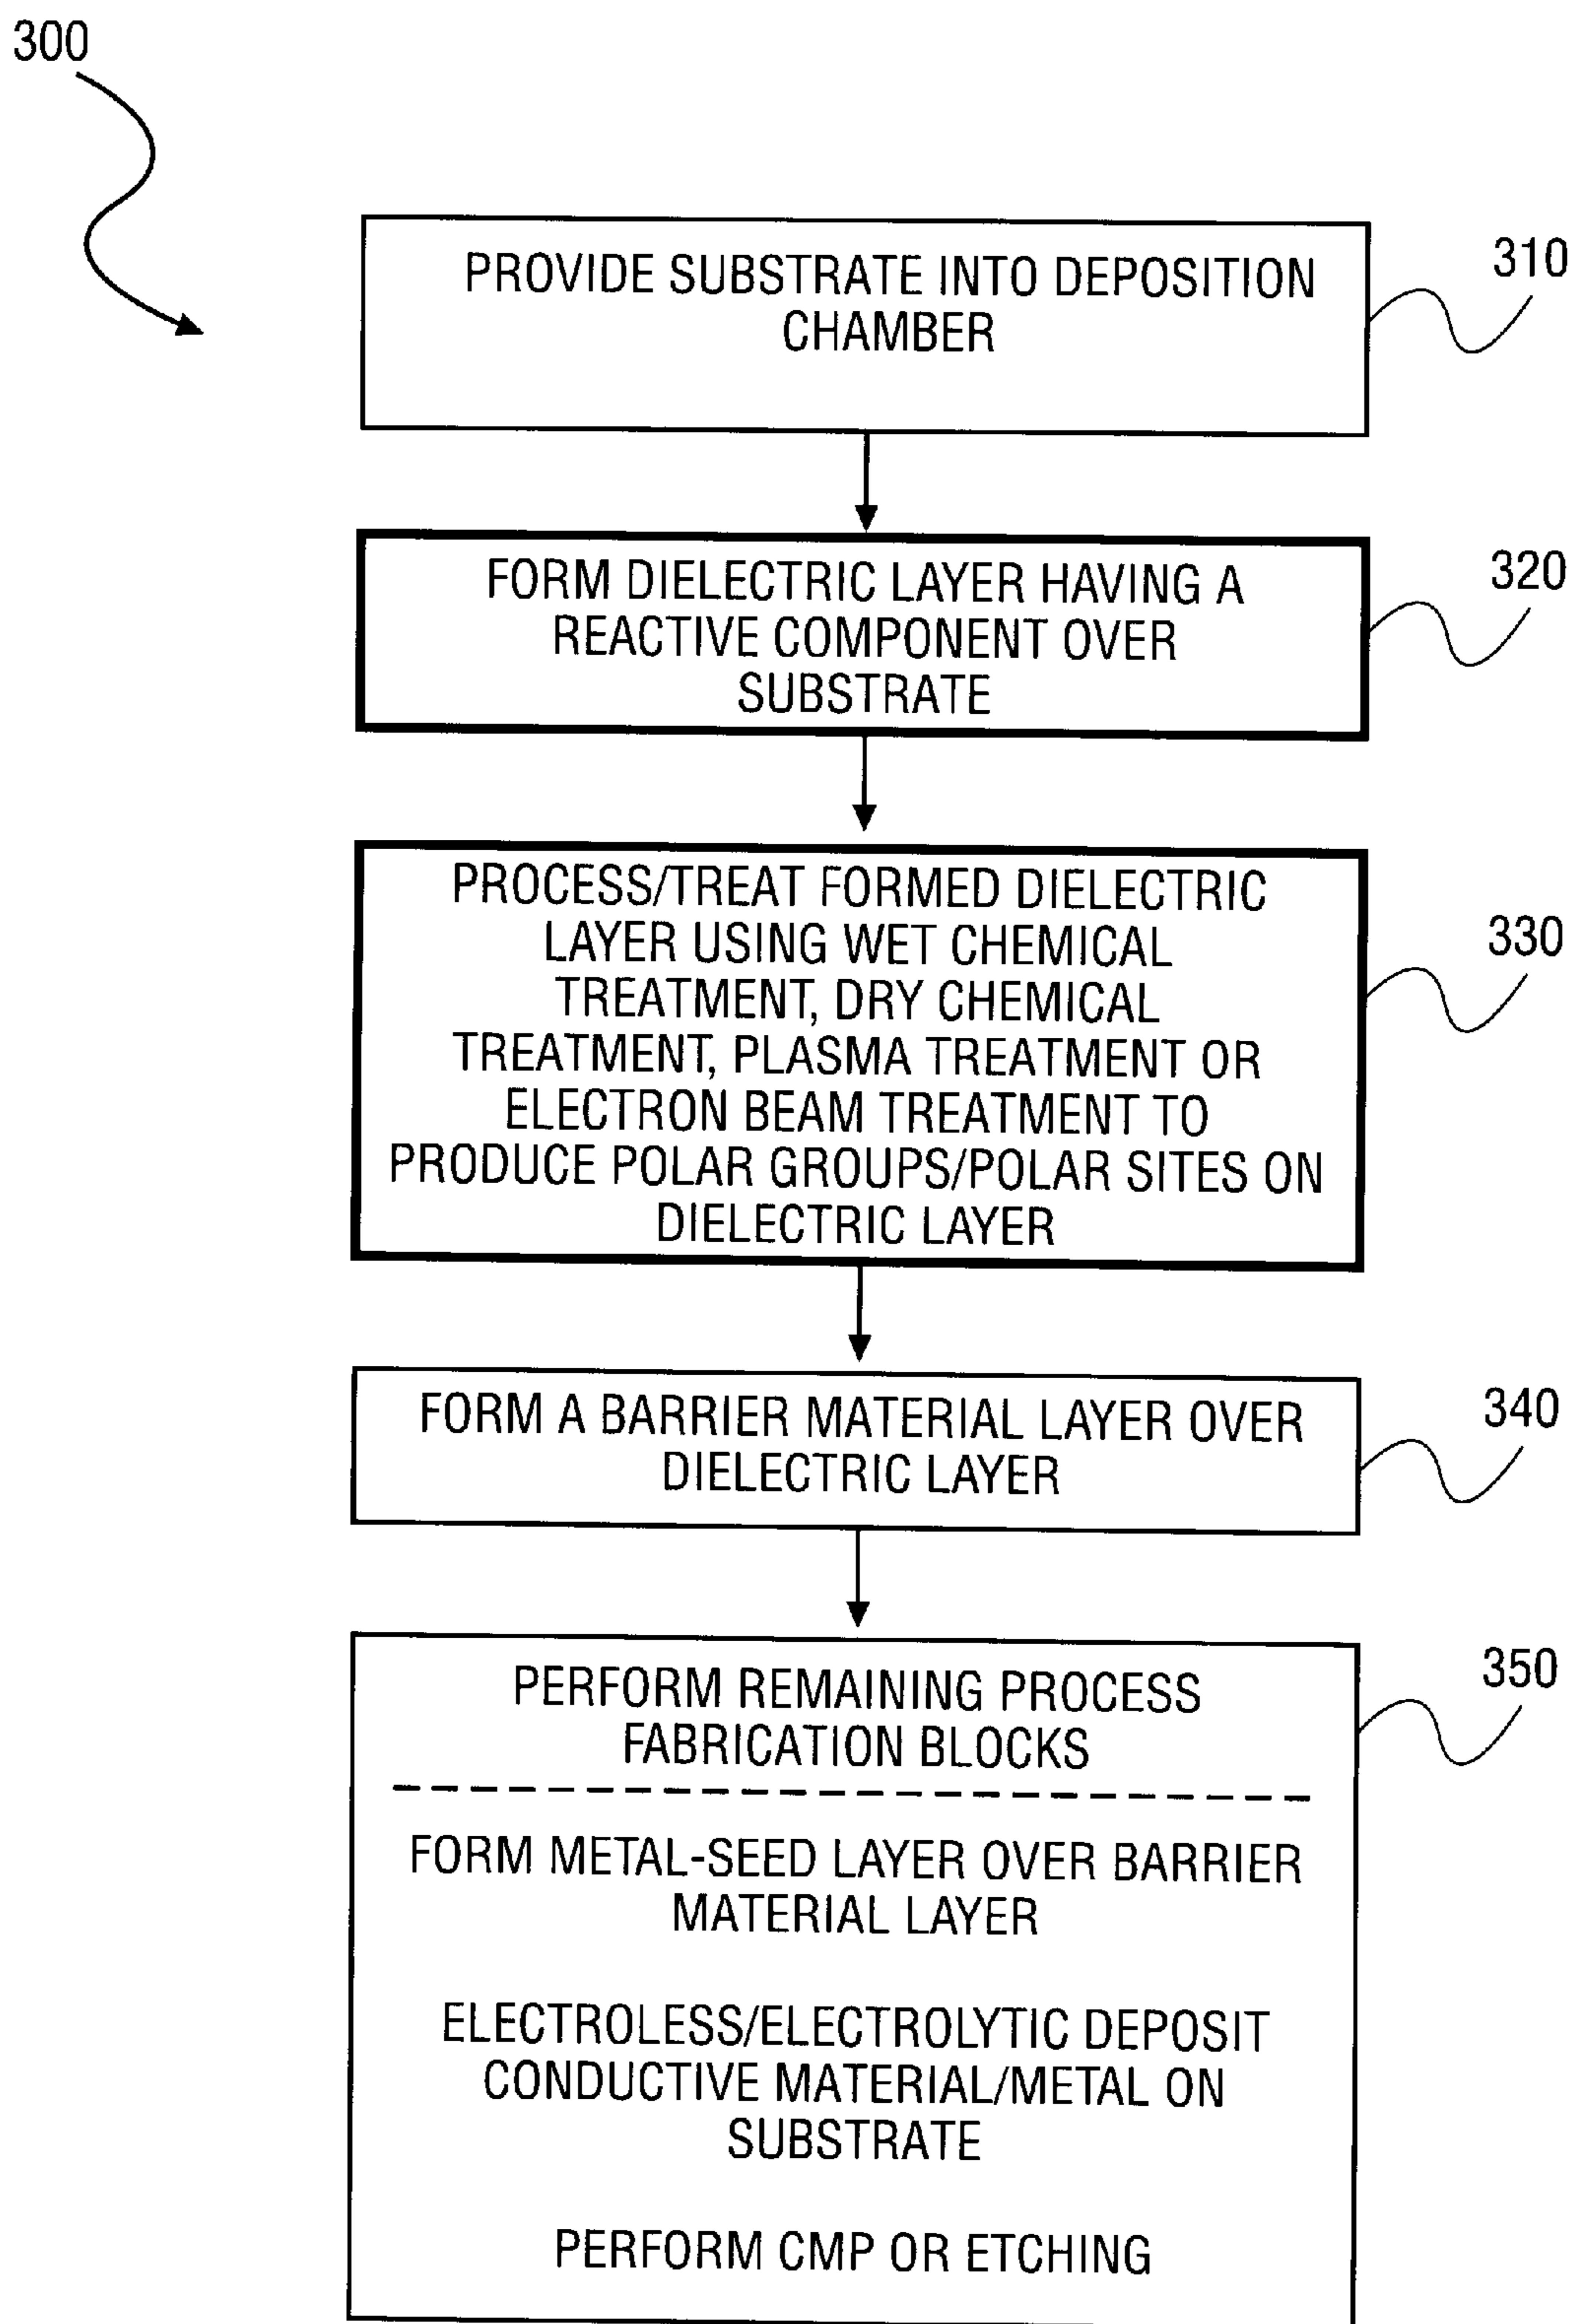 300
PROVIDE SUBSTRATE INTO DEPOSITION
CHAMBER
310
FORM DIELECTRIC LAYER HAVING A
REACTIVE COMPONENT OVER
SUBSTRATE
320
PROCESS/TREAT FORMED DIELECTRIC
LAYER USING WET CHEMICAL
TREATMENT, DRY CHEMICAL
TREATMENT, PLASMA TREATMENT OR
ELECTRON BEAM TREATMENT TO
PRODUCE POLAR GROUPS/POLAR SITES ON
DIELECTRIC LAYER
330
FORM A BARRIER MATERIAL LAYER OVER
DIELECTRIC LAYER
340
PERFORM REMAINING PROCESS
FABRICATION BLOCKS
350
FORM METAL-SEED LAYER OVER BARRIER
MATERIAL LAYER
ELECTROLESS/ELECTROLYTIC DEPOSIT
CONDUCTIVE MATERIAL/METAL ON
SUBSTRATE
PERFORM CMP OR ETCHING